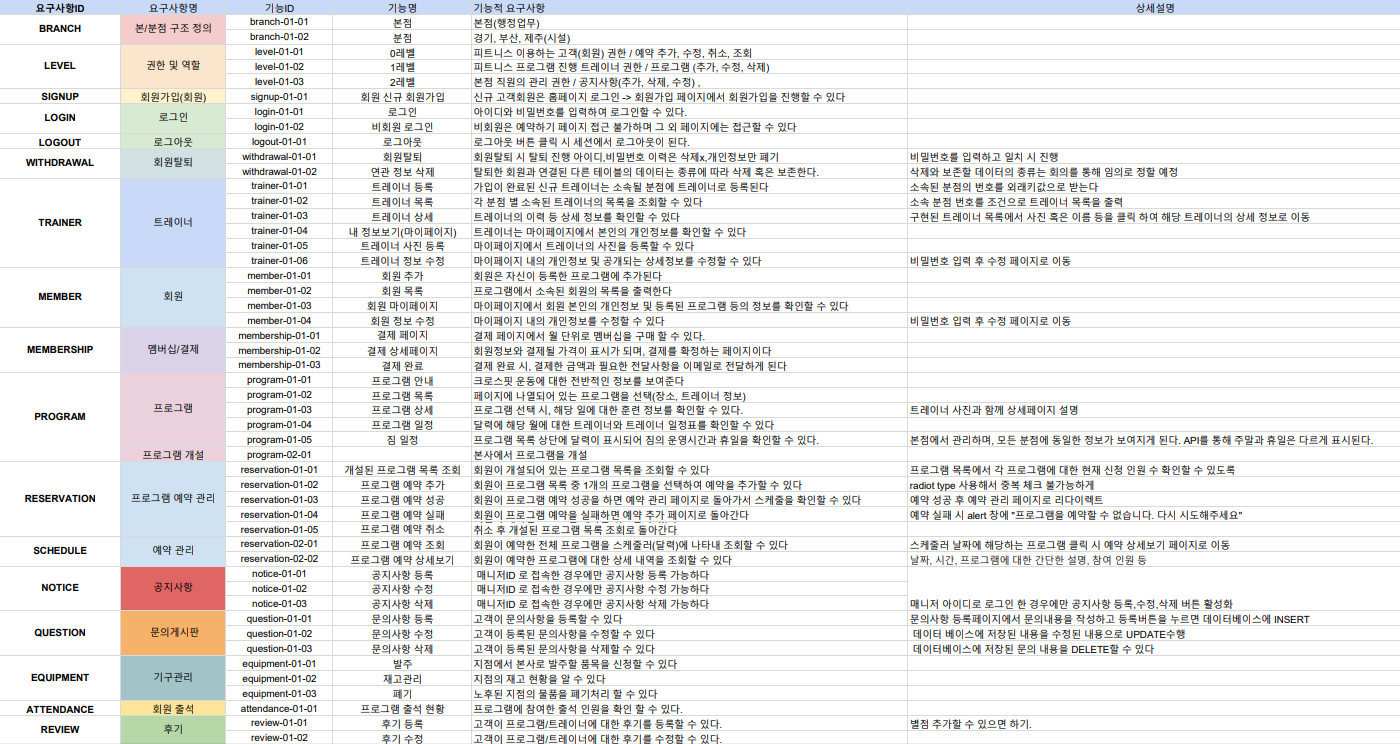 요구사항ID 요구사항명 기능ID 기능명 기능적 요구사항 상세설명
BRANCH 본/분점 구조 정의 branch-01-01 본점 본점(행정업무)
branch-01-02 분점 경기, 부산, 제주(시설)
LEVEL 권한 및 역할 level-01-01 0레벨 피트니스 이용하는 고객(회원) 권한 / 예약 추가, 수정, 취소, 조회
level-01-02 1레벨 피트니스 프로그램 진행 트레이너 권한 / 프로그램 (추가, 수정, 삭제)
level-01-03 2레벨 본점 직원의 관리 권한 / 공지사항(추가, 삭제, 수정) ,
SIGNUP 회원가입(회원) signup-01-01 회원 신규 회원가입 신규 고객회원은 홈페이지 로그인 -> 회원가입 페이지에서 회원가입을 진행할 수 있다
LOGIN 로그인 login-01-01 로그인 아이디와 비밀번호를 입력하여 로그인할 수 있다.
login-01-02 비회원 로그인 비회원은 예약하기 페이지 접근 불가하며 그 외 페이지에는 접근할 수 있다
LOGOUT 로그아웃 logout-01-01 로그아웃 로그아웃 버튼 클릭 시 세션에서 로그아웃이 된다.
WITHDRAWAL 회원탈퇴 withdrawal-01-01 회원탈퇴 회원탈퇴 시 탈퇴 진행 아이디,비밀번호 이력은 삭제x,개인정보만 폐기 비밀번호를 입력하고 일치 시 진행
withdrawal-01-02 연관 정보 삭제 탈퇴한 회원과 연결된 다른 테이블의 데이터는 종류에 따라 삭제 혹은 보존한다. 삭제와 보존할 데이터의 종류는 회의를 통해 임의로 정할 예정
TRAINER 트레이너 trainer-01-01 트레이너 등록 가입이 완료된 신규 트레이너는 소속될 분점에 트레이너로 등록된다 소속된 분점의 번호를 외래키값으로 받는다
trainer-01-02 트레이너 목록 각 분점 별 소속된 트레이너의 목록을 조회할 수 있다 소속 분점 번호를 조건으로 트레이너 목록을 출력
trainer-01-03 트레이너 상세 트레이너의 이력 등 상세 정보를 확인할 수 있다 구현된 트레이너 목록에서 사진 혹은 이름 등을 클릭 하여 해당 트레이너의 상세 정보로 이동
trainer-01-04 내 정보보기(마이페이지) 트레이너는 마이페이지에서 본인의 개인정보를 확인할 수 있다
trainer-01-05 트레이너 사진 등록 마이페이지에서 트레이너의 사진을 등록할 수 있다
trainer-01-06 트레이너 정보 수정 마이페이지 내의 개인정보 및 공개되는 상세정보를 수정할 수 있다 비밀번호 입력 후 수정 페이지로 이동
MEMBER 회원 member-01-01 회원 추가 회원은 자신이 등록한 프로그램에 추가된다
member-01-02 회원 목록 프로그램에서 소속된 회원의 목록을 출력한다
member-01-03 회원 마이페이지 마이페이지에서 회원 본인의 개인정보 및 등록된 프로그램 등의 정보를 확인할 수 있다
member-01-04 회원 정보 수정 마이페이지 내의 개인정보를 수정할 수 있다 비밀번호 입력 후 수정 페이지로 이동
MEMBERSHIP 멤버십/결제 membership-01-01 결제 페이지 결제 페이지에서 월 단위로 멤버십을 구매 할 수 있다.
membership-01-02 결제 상세페이지 회원정보와 결제될 가격이 표시가 되며, 결제를 확정하는 페이지이다
membership-01-03 결제 완료 결제 완료 시, 결제한 금액과 필요한 전달사항을 이메일로 전달하게 된다
PROGRAM 프로그램 program-01-01 프로그램 안내 크로스핏 운동에 대한 전반적인 정보를 보여준다
program-01-02 프로그램 목록 페이지에 나열되어 있는 프로그램을 선택(장소, 트레이너 정보)
program-01-03 프로그램 상세 프로그램 선택 시, 해당 일에 대한 훈련 정보를 확인할 수 있다. 트레이너 사진과 함께 상세페이지 설명
program-01-04 프로그램 일정 달력에 해당 월에 대한 트레이너와 트레이너 일정표를 확인할 수 있다.
program-01-05 짐 일정 프로그램 목록 상단에 달력이 표시되어 짐의 운영시간과 휴일을 확인할 수 있다. 본점에서 관리하며, 모든 분점에 동일한 정보가 보여지게 된다. API를 통해 주말과 휴일은 다르게 표시된다.
프로그램 개설 program-02-01 본사에서 프로그램을 개설
RESERVATION 프로그램 예약 관리 reservation-01-01 개설된 프로그램 목록 조회 회원이 개설되어 있는 프로그램 목록을 조회할 수 있다 프로그램 목록에서 각 프로그램에 대한 현재 신청 인원 수 확인할 수 있도록
reservation-01-02 프로그램 예약 추가 회원이 프로그램 목록 중 1개의 프로그램을 선택하여 예약을 추가할 수 있다 radiot type 사용해서 중복 체크 불가능하게
reservation-01-03 프로그램 예약 성공 회원이 프로그램 예약 성공을 하면 예약 관리 페이지로 돌아가서 스케줄을 확인할 수 있다 예약 성공 후 예약 관리 페이지로 리다이렉트
reservation-01-04 프로그램 예약 실패 회원이 프로그램 예약을 실패하면 예약 추가 페이지로 돌아간다 예약 실패 시 alert 창에 "프로그램을 예약할 수 없습니다. 다시 시도해주세요"
reservation-01-05 프로그램 예약 취소 취소 후 개설된 프로그램 목록 조회로 돌아간다
SCHEDULE 예약 관리 reservation-02-01 프로그램 예약 조회 회원이 예약한 전체 프로그램을 스케줄러(달력)에 나타내 조회할 수 있다 스케줄러 날짜에 해당하는 프로그램 클릭 시 예약 상세보기 페이지로 이동
reservation-02-02 프로그램 예약 상세보기 회원이 예약한 프로그램에 대한 상세 내역을 조회할 수 있다 날짜, 시간, 프로그램에 대한 간단한 설명, 참여 인원 등
NOTICE 공지사항 notice-01-01 공지사항 등록 매니저ID 로 접속한 경우에만 공지사항 등록 가능하다
notice-01-02 공지사항 수정 매니저ID 로 접속한 경우에만 공지사항 수정 가능하다
notice-01-03 공지사항 삭제 매니저ID 로 접속한 경우에만 공지사항 삭제 가능하다 매니저 아이디로 로그인 한 경우에만 공지사항 등록,수정,삭제 버튼 활성화
QUESTION 문의게시판 question-01-01 문의사항 등록 고객이 문의사항을 등록할 수 있다 문의사항 등록페이지에서 문의내용을 작성하고 등록버튼을 누르면 데이터베이스에 INSERT
question-01-02 문의사항 수정 고객이 등록된 문의사항을 수정할 수 있다 데이터 베이스에 저장된 내용을 수정된 내용으로 UPDATE수행
question-01-03 문의사항 삭제 고객이 등록된 문의사항을 삭제할 수 있다 데이터베이스에 저장된 문의 내용을 DELETE할 수 있다
EQUIPMENT 기구관리 equipment-01-01 발주 지점에서 본사로 발주할 품목을 신청할 수 있다
equipment-01-02 재고관리 지점의 재고 현황을 알 수 있다
equipment-01-03 폐기 노후된 지점의 물품을 폐기처리 할 수 있다
ATTENDANCE 회원 출석 attendance-01-01 프로그램 출석 현황 프로그램에 참여한 출석 인원을 확인 할 수 있다.
REVIEW 후기 review-01-01 후기 등록 고객이 프로그램/트레이너에 대한 후기를 등록할 수 있다. 별점 추가할 수 있으면 하기.
review-01-02 후기 수정 고객이 프로그램/트레이너에 대한 후기를 수정할 수 있다.